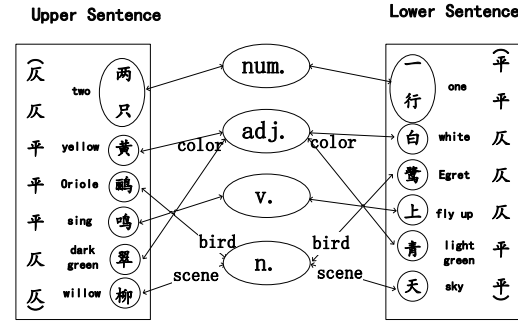 Upper Sentence
Lower Sentence
(仄 two 两
仄 只
平 yellow 黄
平 Oriole 鹂
平 sing 鸣
仄 dark green 翠
仄) willow 柳
num.
adj.
color
color
v.
n.
bird
bird
scene
scene
一 one (平
行 平
白 white 仄
鹭 Egret 仄
上 fly up 仄
青 light green 平
天 sky 平)